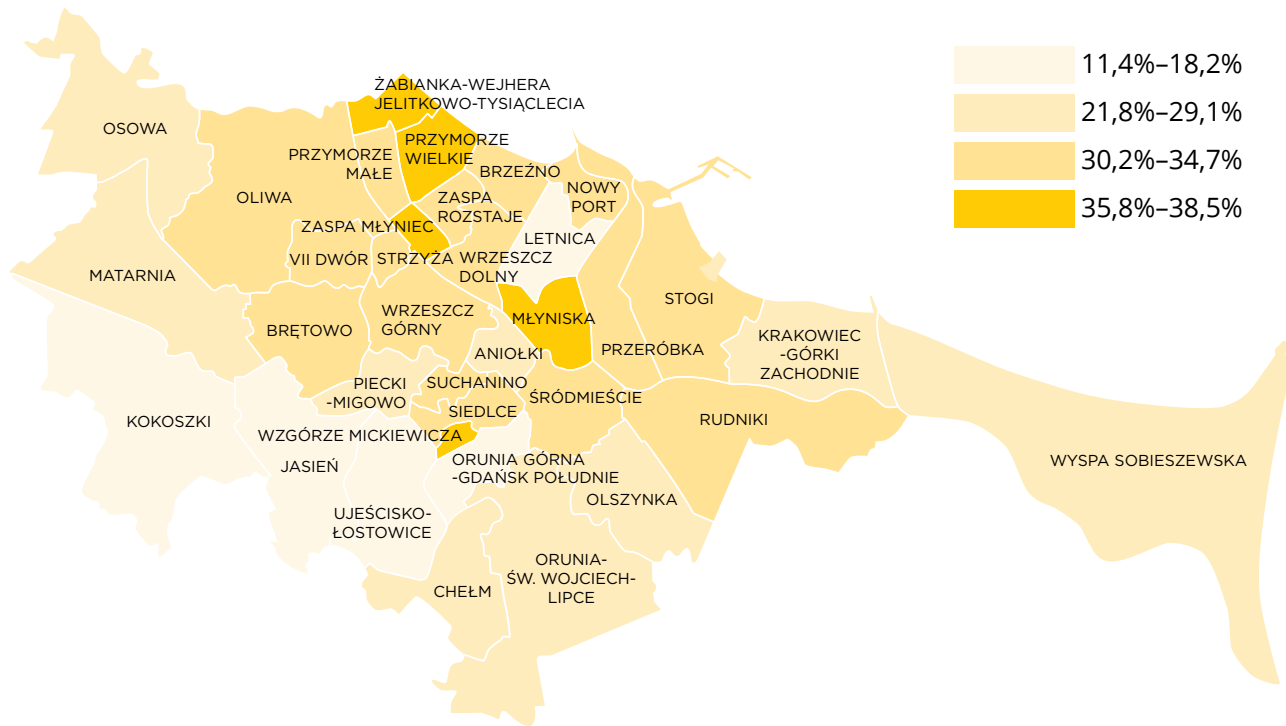 11,4%–18,2%
21,8%–29,1%
30,2%–34,7%
35,8%–38,5%
ŻABIANKA-WEJHERA
JELITKOWO-TYSIĄCLECIA
OSOWA
PRZYMORZE
WIELKIE
PRZYMORZE
MAŁE
BRZEŹNO
NOWY
PORT
OLIWA
ZASPA
ROZSTAJE
ZASPA MŁYNIEC
LETNICA
VII DWÓR
STRZYŻA
WRZESZCZ
DOLNY
MATARNIA
STOGI
BRĘTOWO
WRZESZCZ
GÓRNY
MŁYNISKA
KRAKOWIEC
-GÓRKI
ZACHODNIE
ANIOŁKI
PRZERÓBKA
PIECKI
-MIGOWO
SUCHANINO
ŚRÓDMIEŚCIE
SIEDLCE
RUDNIKI
KOKOSZKI
WZGÓRZE MICKIEWICZA
JASIEŃ
ORUNIA GÓRNA
-GDAŃSK POŁUDNIE
WYSPA SOBIESZEWSKA
OLSZYNKA
UJEŚCISKO-
ŁOSTOWICE
ORUNIA-
ŚW. WOJCIECH-
LIPCE
CHEŁM